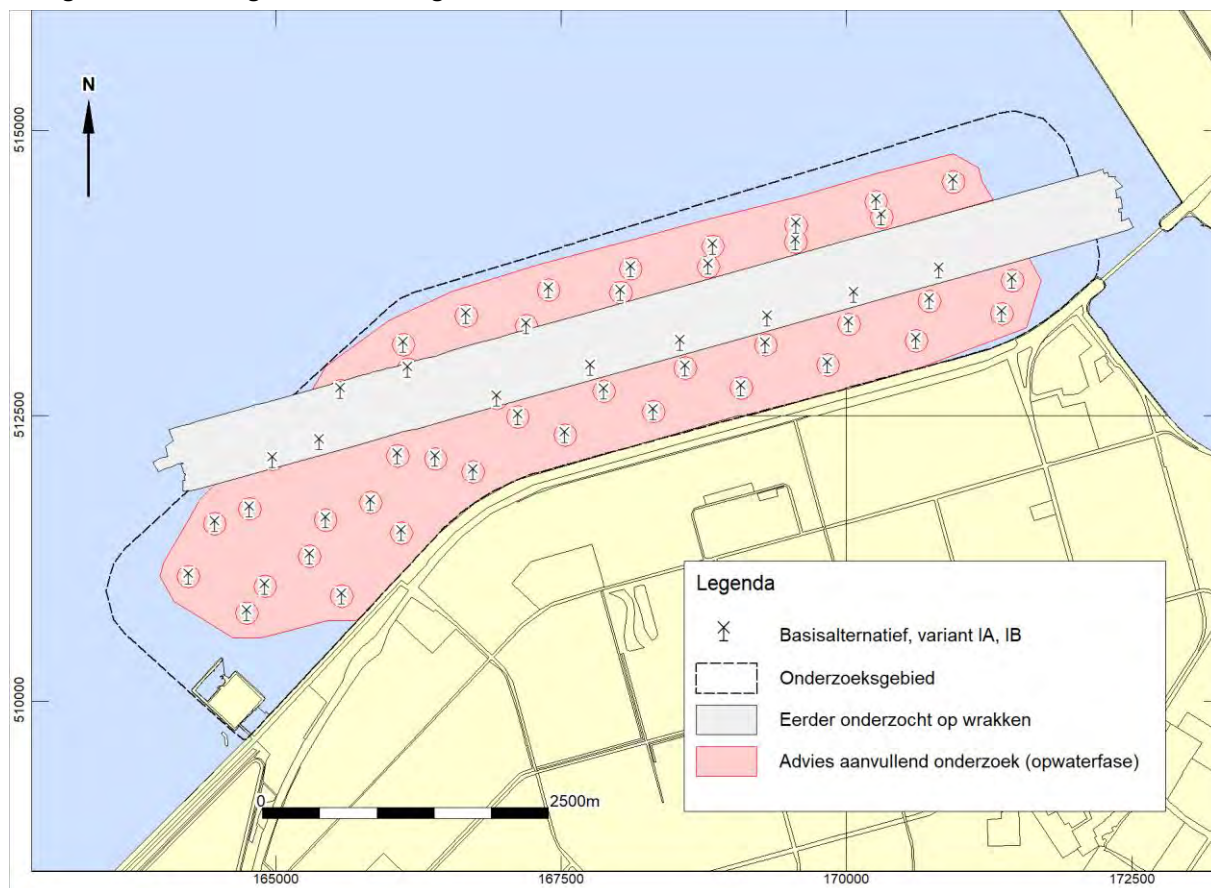 N
515000
512500
510000
Legenda
Basisalternatief, variant IA, IB
Onderzoeksgebied
Eerder onderzocht op wrakken
Advies aanvullend onderzoek (opwaterfase)
0
2500m
165000
167500
170000
172500